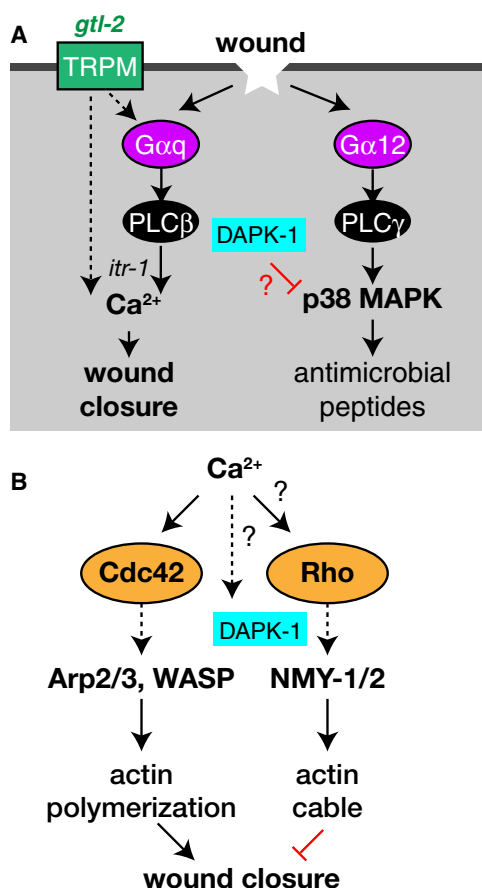 A
gtl-2
wound
TRPM
Gαq
Gα12
PLCβ
DAPK-1
PLCγ
itr-1
?
Ca2+
p38 MAPK
wound
closure
antimicrobial
peptides
B
Ca2+
?
?
Cdc42
Rho
DAPK-1
Arp2/3, WASP
NMY-1/2
actin
polymerization
actin
cable
wound closure